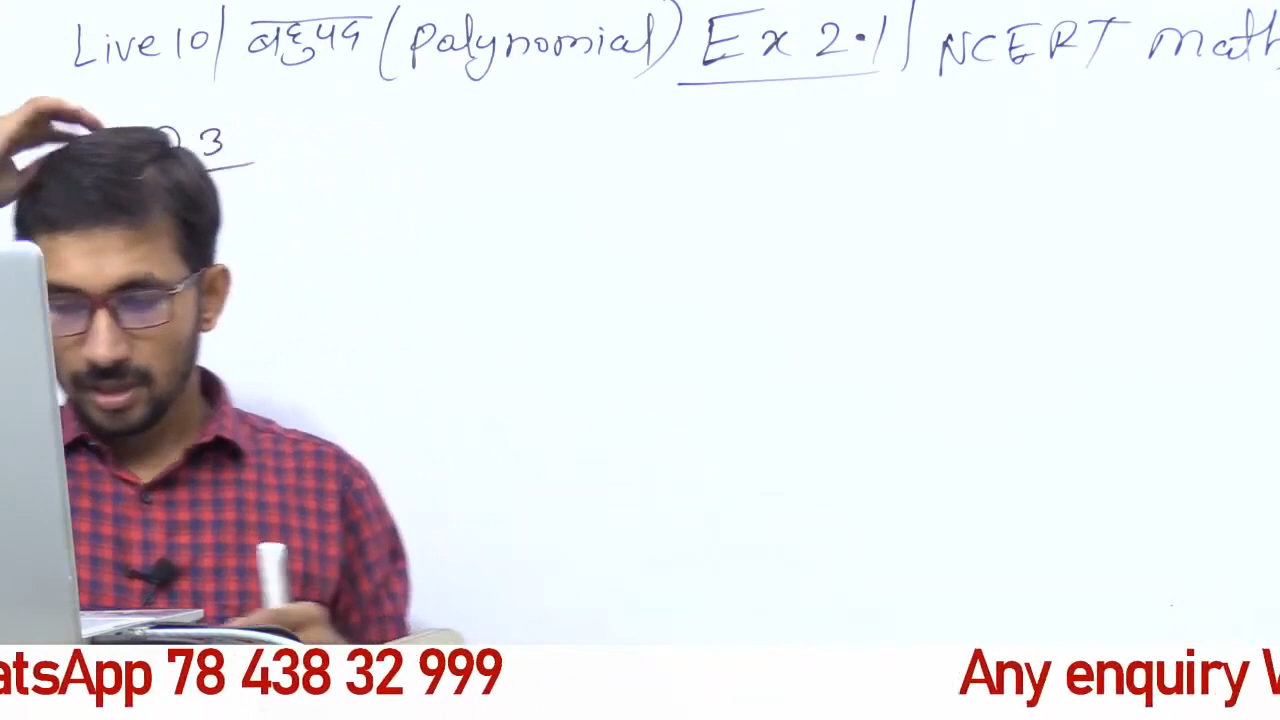 Live 10 | बहुपद (Polynomial) Ex 2.1 | NCERT math
3
atsApp 78 438 32 999 Any enquiry W